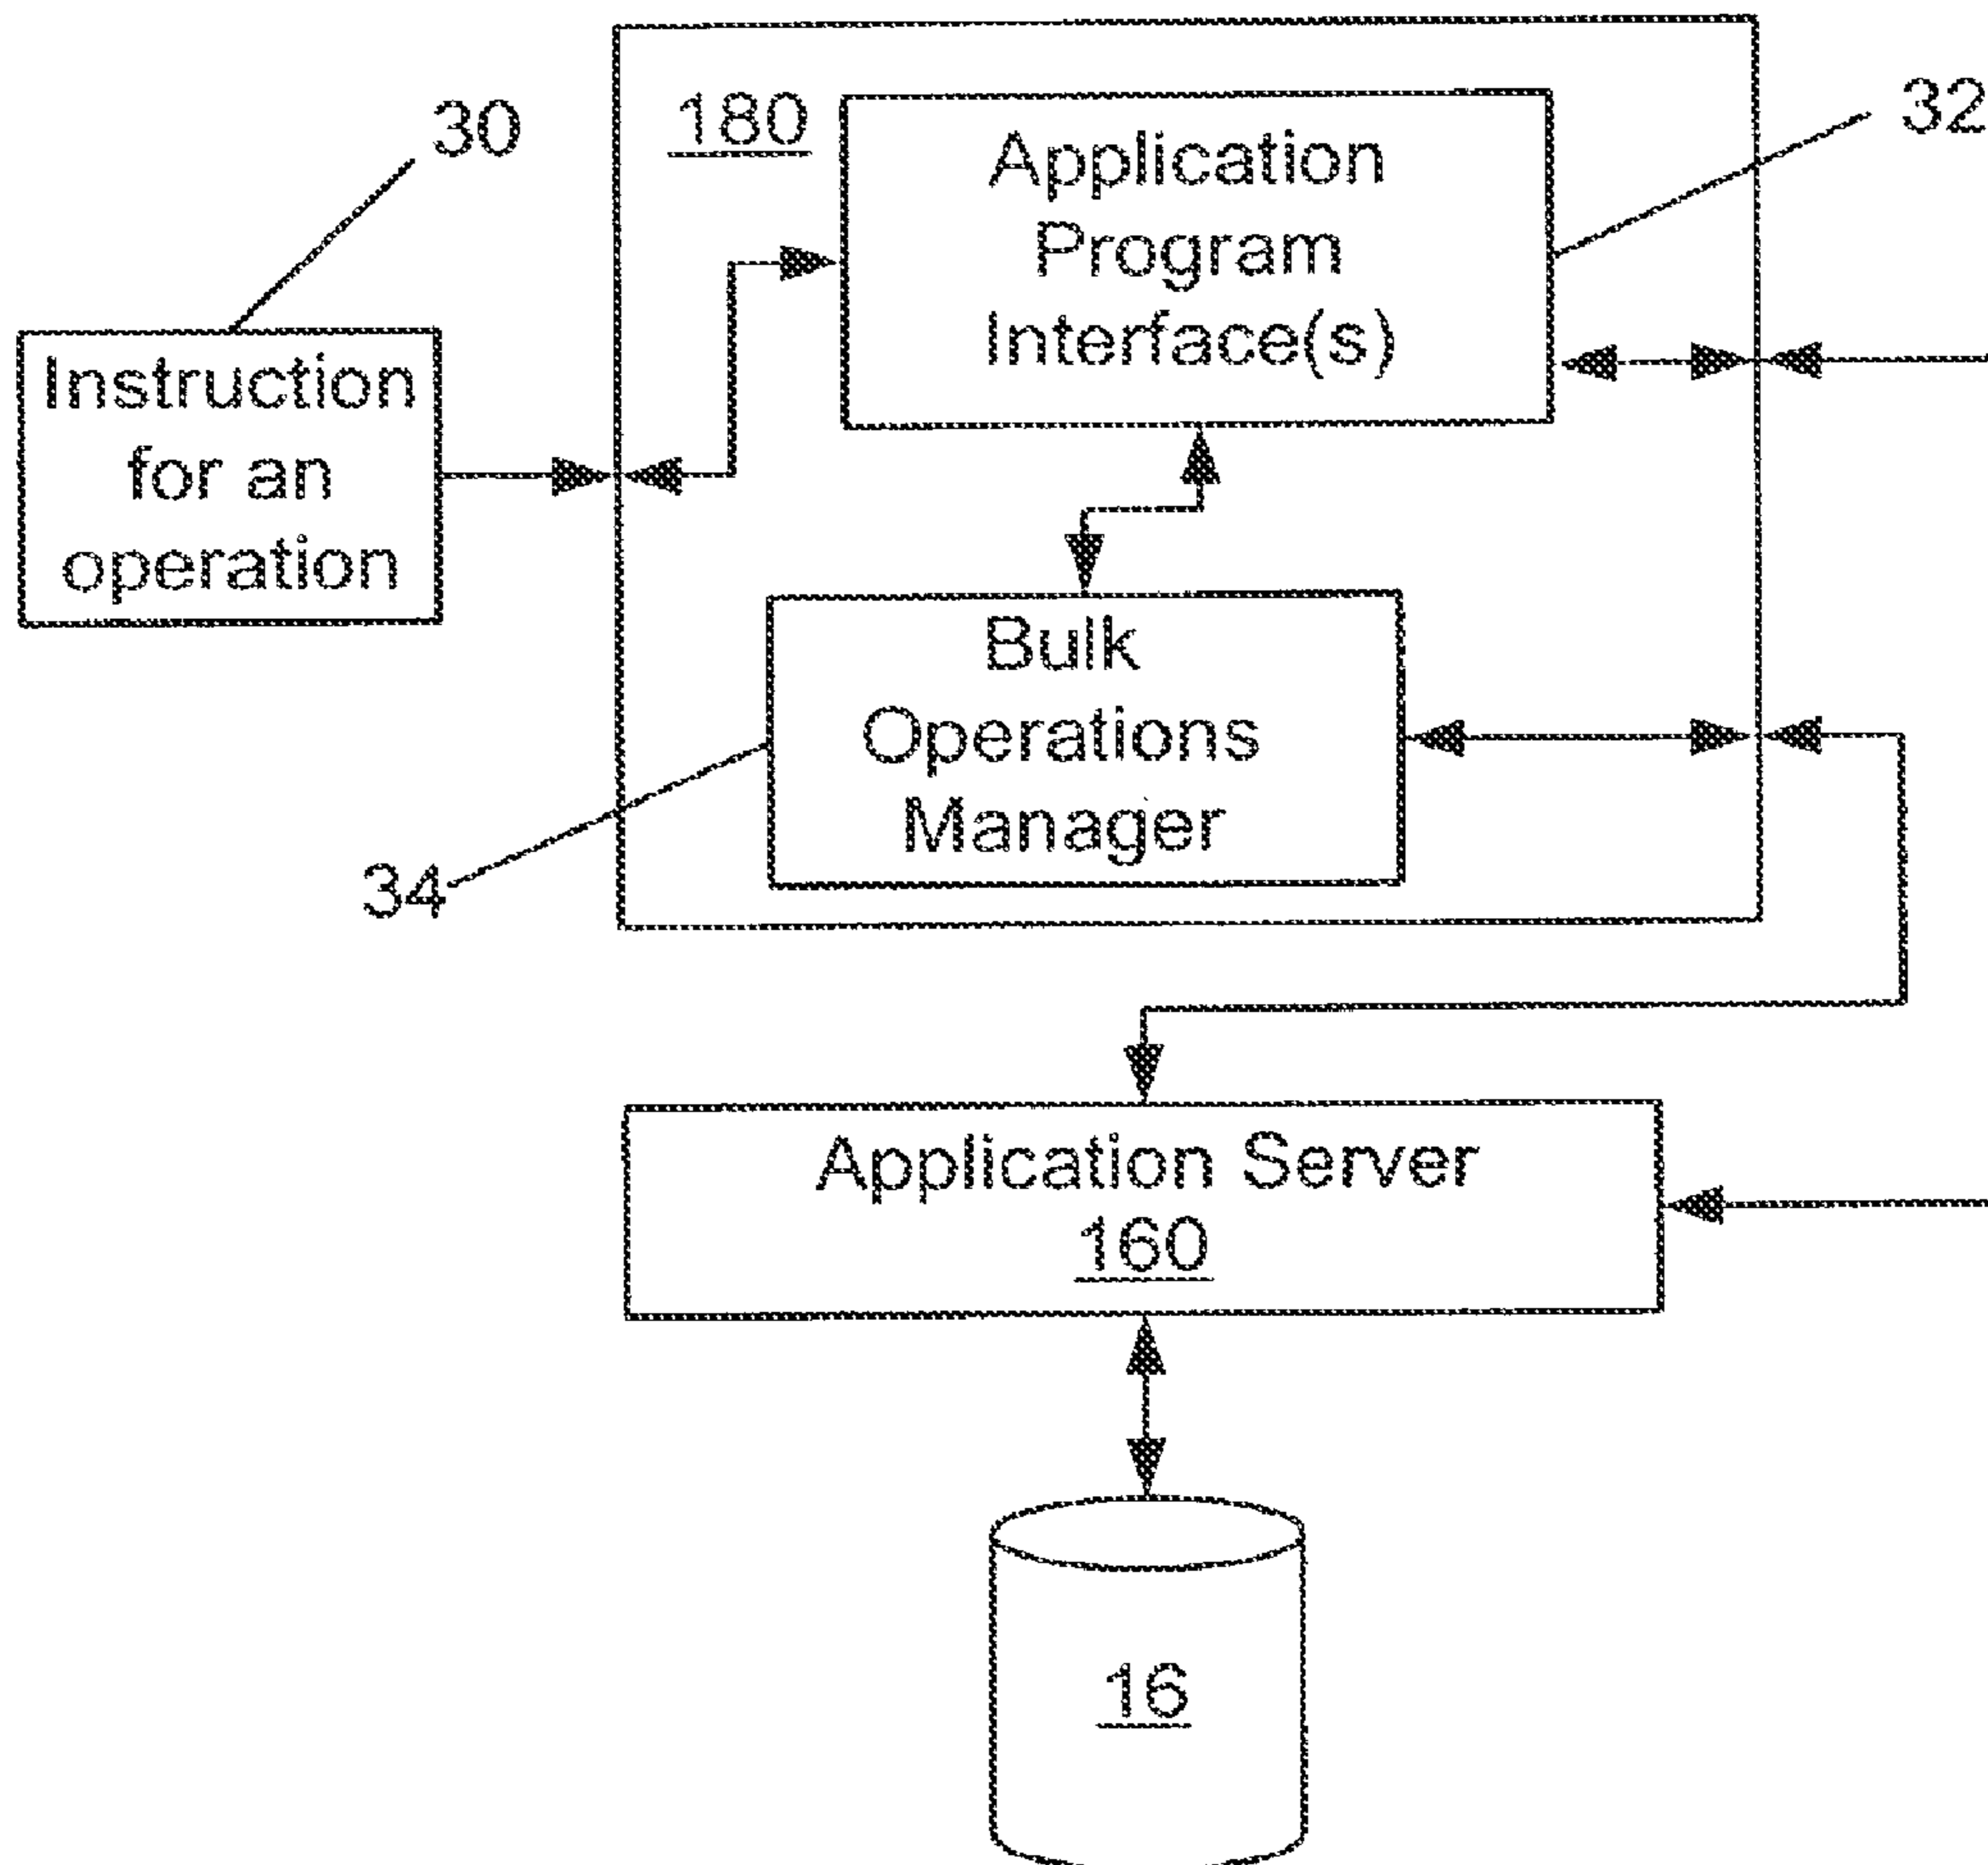 30
180
Application
Program
Interface(s)
32
Instruction
for an
operation
Bulk
Operations
Manager
34
Application Server
160
16